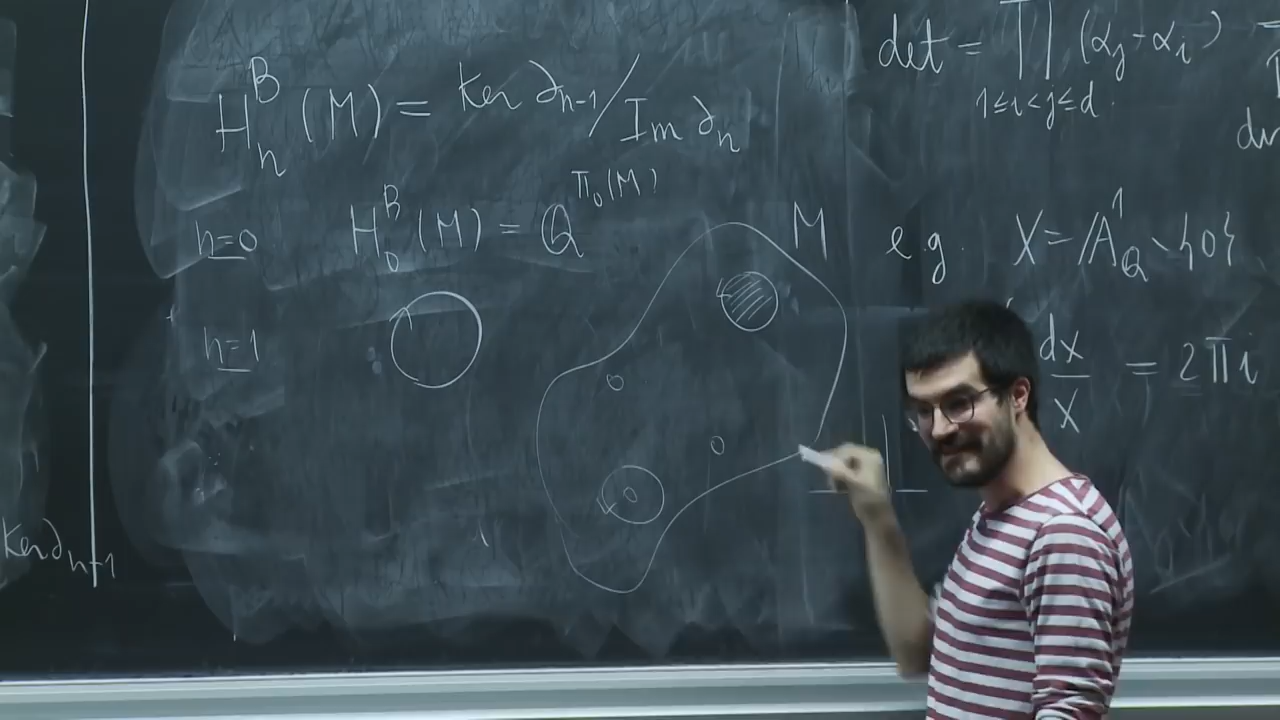 H_n^B (M) = ker ∂_{n-1} / Im ∂_n
n=0 H_0^B (M) = Q^{π_0(M)}
n=1
M
ker ∂_{n-1}
det = ∏_{1≤i<j≤d} (α_j - α_i)
e.g. X = A^1_Q \ {0}
dx/x = 2πi